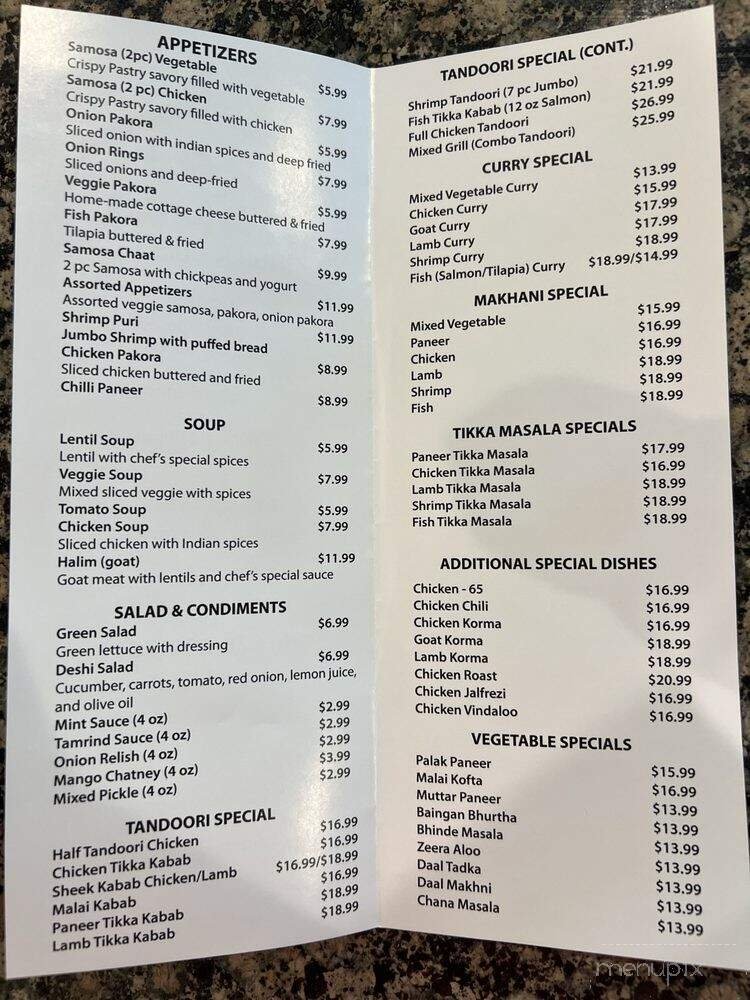 APPETIZERS
Samosa (2pc) Vegetable $5.99
Crispy Pastry savory filled with vegetable
Samosa (2 pc) Chicken $7.99
Crispy Pastry savory filled with chicken
Onion Pakora $5.99
Sliced onion with indian spices and deep fried
Onion Rings $7.99
Sliced onions and deep-fried
Veggie Pakora $5.99
Home-made cottage cheese buttered & fried
Fish Pakora $7.99
Tilapia buttered & fried
Samosa Chaat $9.99
2 pc Samosa with chickpeas and yogurt
Assorted Appetizers $11.99
Assorted veggie samosa, pakora, onion pakora
Shrimp Puri $11.99
Jumbo Shrimp with puffed bread
Chicken Pakora $8.99
Sliced chicken buttered and fried
Chilli Paneer $8.99
SOUP
Lentil Soup $5.99
Lentil with chef's special spices
Veggie Soup $7.99
Mixed sliced veggie with spices
Tomato Soup $5.99
Chicken Soup $7.99
Sliced chicken with Indian spices
Halim (goat) $11.99
Goat meat with lentils and chef's special sauce
SALAD & CONDIMENTS
Green Salad $6.99
Green lettuce with dressing
Deshi Salad $6.99
Cucumber, carrots, tomato, red onion, lemon juice,
and olive oil
Mint Sauce (4 oz) $2.99
Tamrind Sauce (4 oz) $2.99
Onion Relish (4 oz) $2.99
Mango Chatney (4 oz) $3.99
Mixed Pickle (4 oz) $2.99
TANDOORI SPECIAL
Half Tandoori Chicken $16.99
Chicken Tikka Kabab $16.99
Sheek Kabab Chicken/Lamb $16.99/$18.99
Malai Kabab $16.99
Paneer Tikka Kabab $18.99
Lamb Tikka Kabab $18.99
TANDOORI SPECIAL (CONT.)
Shrimp Tandoori (7 pc Jumbo) $21.99
Fish Tikka Kabab (12 oz Salmon) $21.99
Full Chicken Tandoori $26.99
Mixed Grill (Combo Tandoori) $25.99
CURRY SPECIAL
Mixed Vegetable Curry $13.99
Chicken Curry $15.99
Goat Curry $17.99
Lamb Curry $17.99
Shrimp Curry $18.99
Fish (Salmon/Tilapia) Curry $18.99/$14.99
MAKHANI SPECIAL
Mixed Vegetable $15.99
Paneer $16.99
Chicken $16.99
Lamb $18.99
Shrimp $18.99
Fish $18.99
TIKKA MASALA SPECIALS
Paneer Tikka Masala $17.99
Chicken Tikka Masala $16.99
Lamb Tikka Masala $18.99
Shrimp Tikka Masala $18.99
Fish Tikka Masala $18.99
ADDITIONAL SPECIAL DISHES
Chicken - 65 $16.99
Chicken Chili $16.99
Chicken Korma $16.99
Goat Korma $18.99
Lamb Korma $18.99
Chicken Roast $20.99
Chicken Jalfrezi $16.99
Chicken Vindaloo $16.99
VEGETABLE SPECIALS
Palak Paneer $15.99
Malai Kofta $16.99
Muttar Paneer $13.99
Baingan Bhurtha $13.99
Bhinde Masala $13.99
Zeera Aloo $13.99
Daal Tadka $13.99
Daal Makhni $13.99
Chana Masala $13.99
menupix